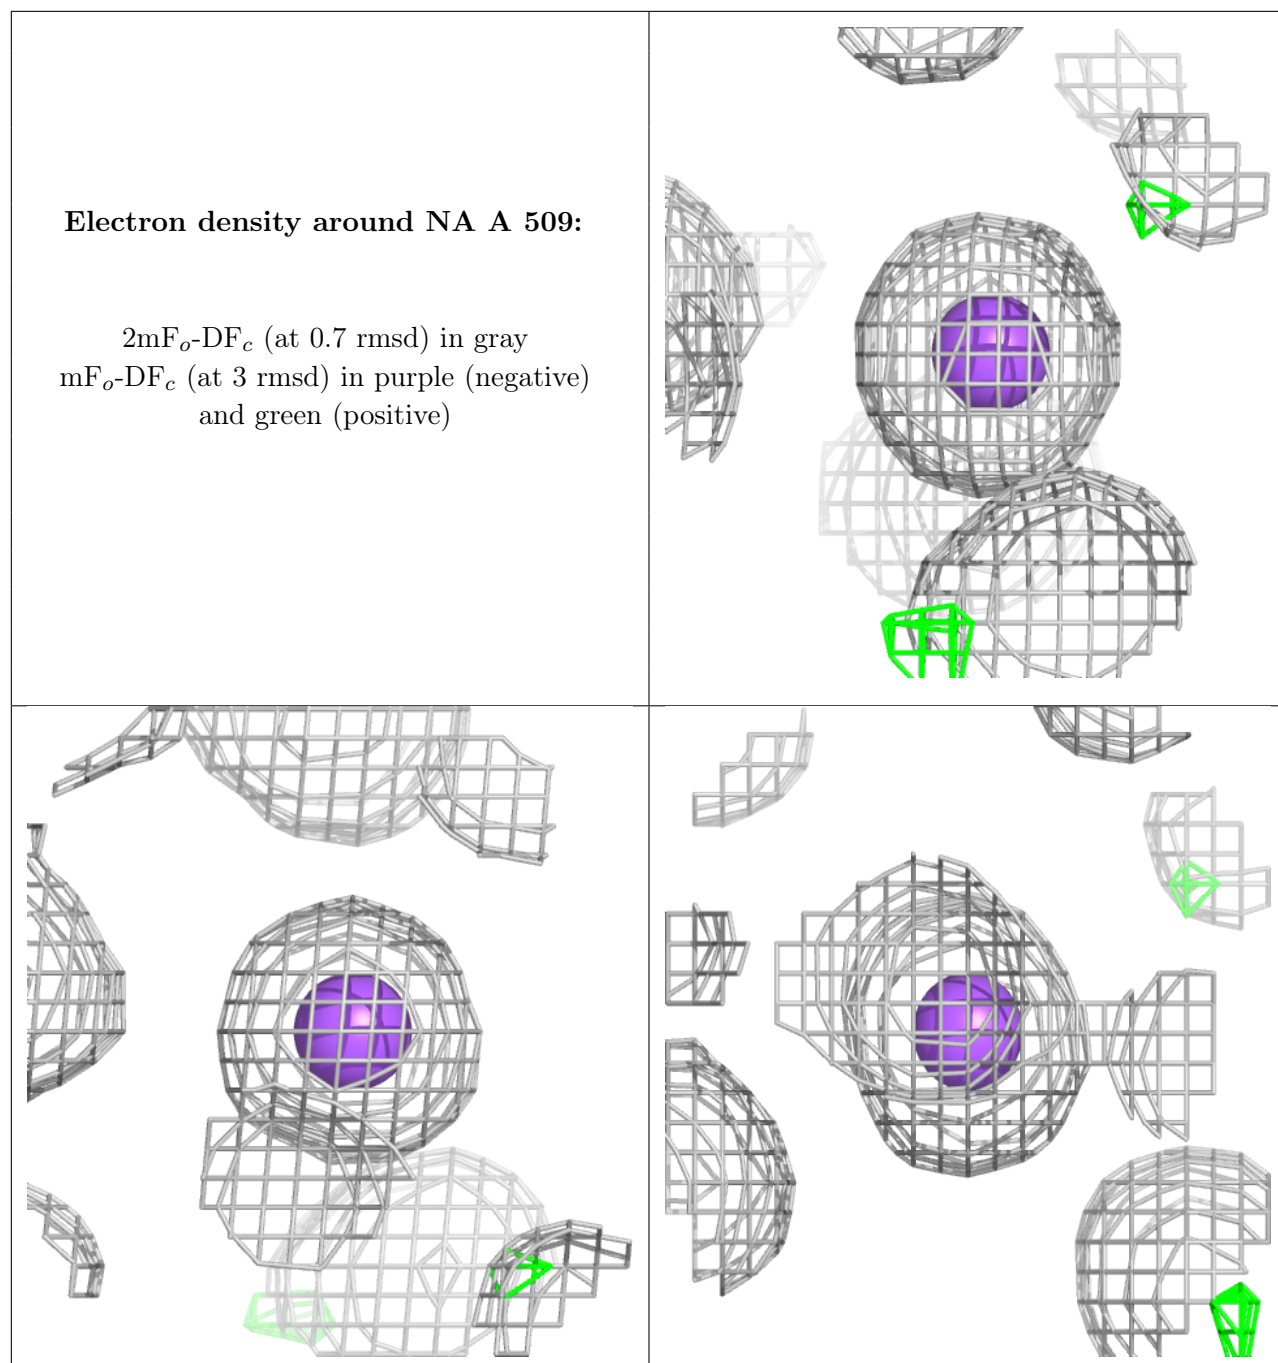 Electron density around NA A 509:
2mFo-DFc (at 0.7 rmsd) in gray
mFo-DFc (at 3 rmsd) in purple (negative)
and green (positive)